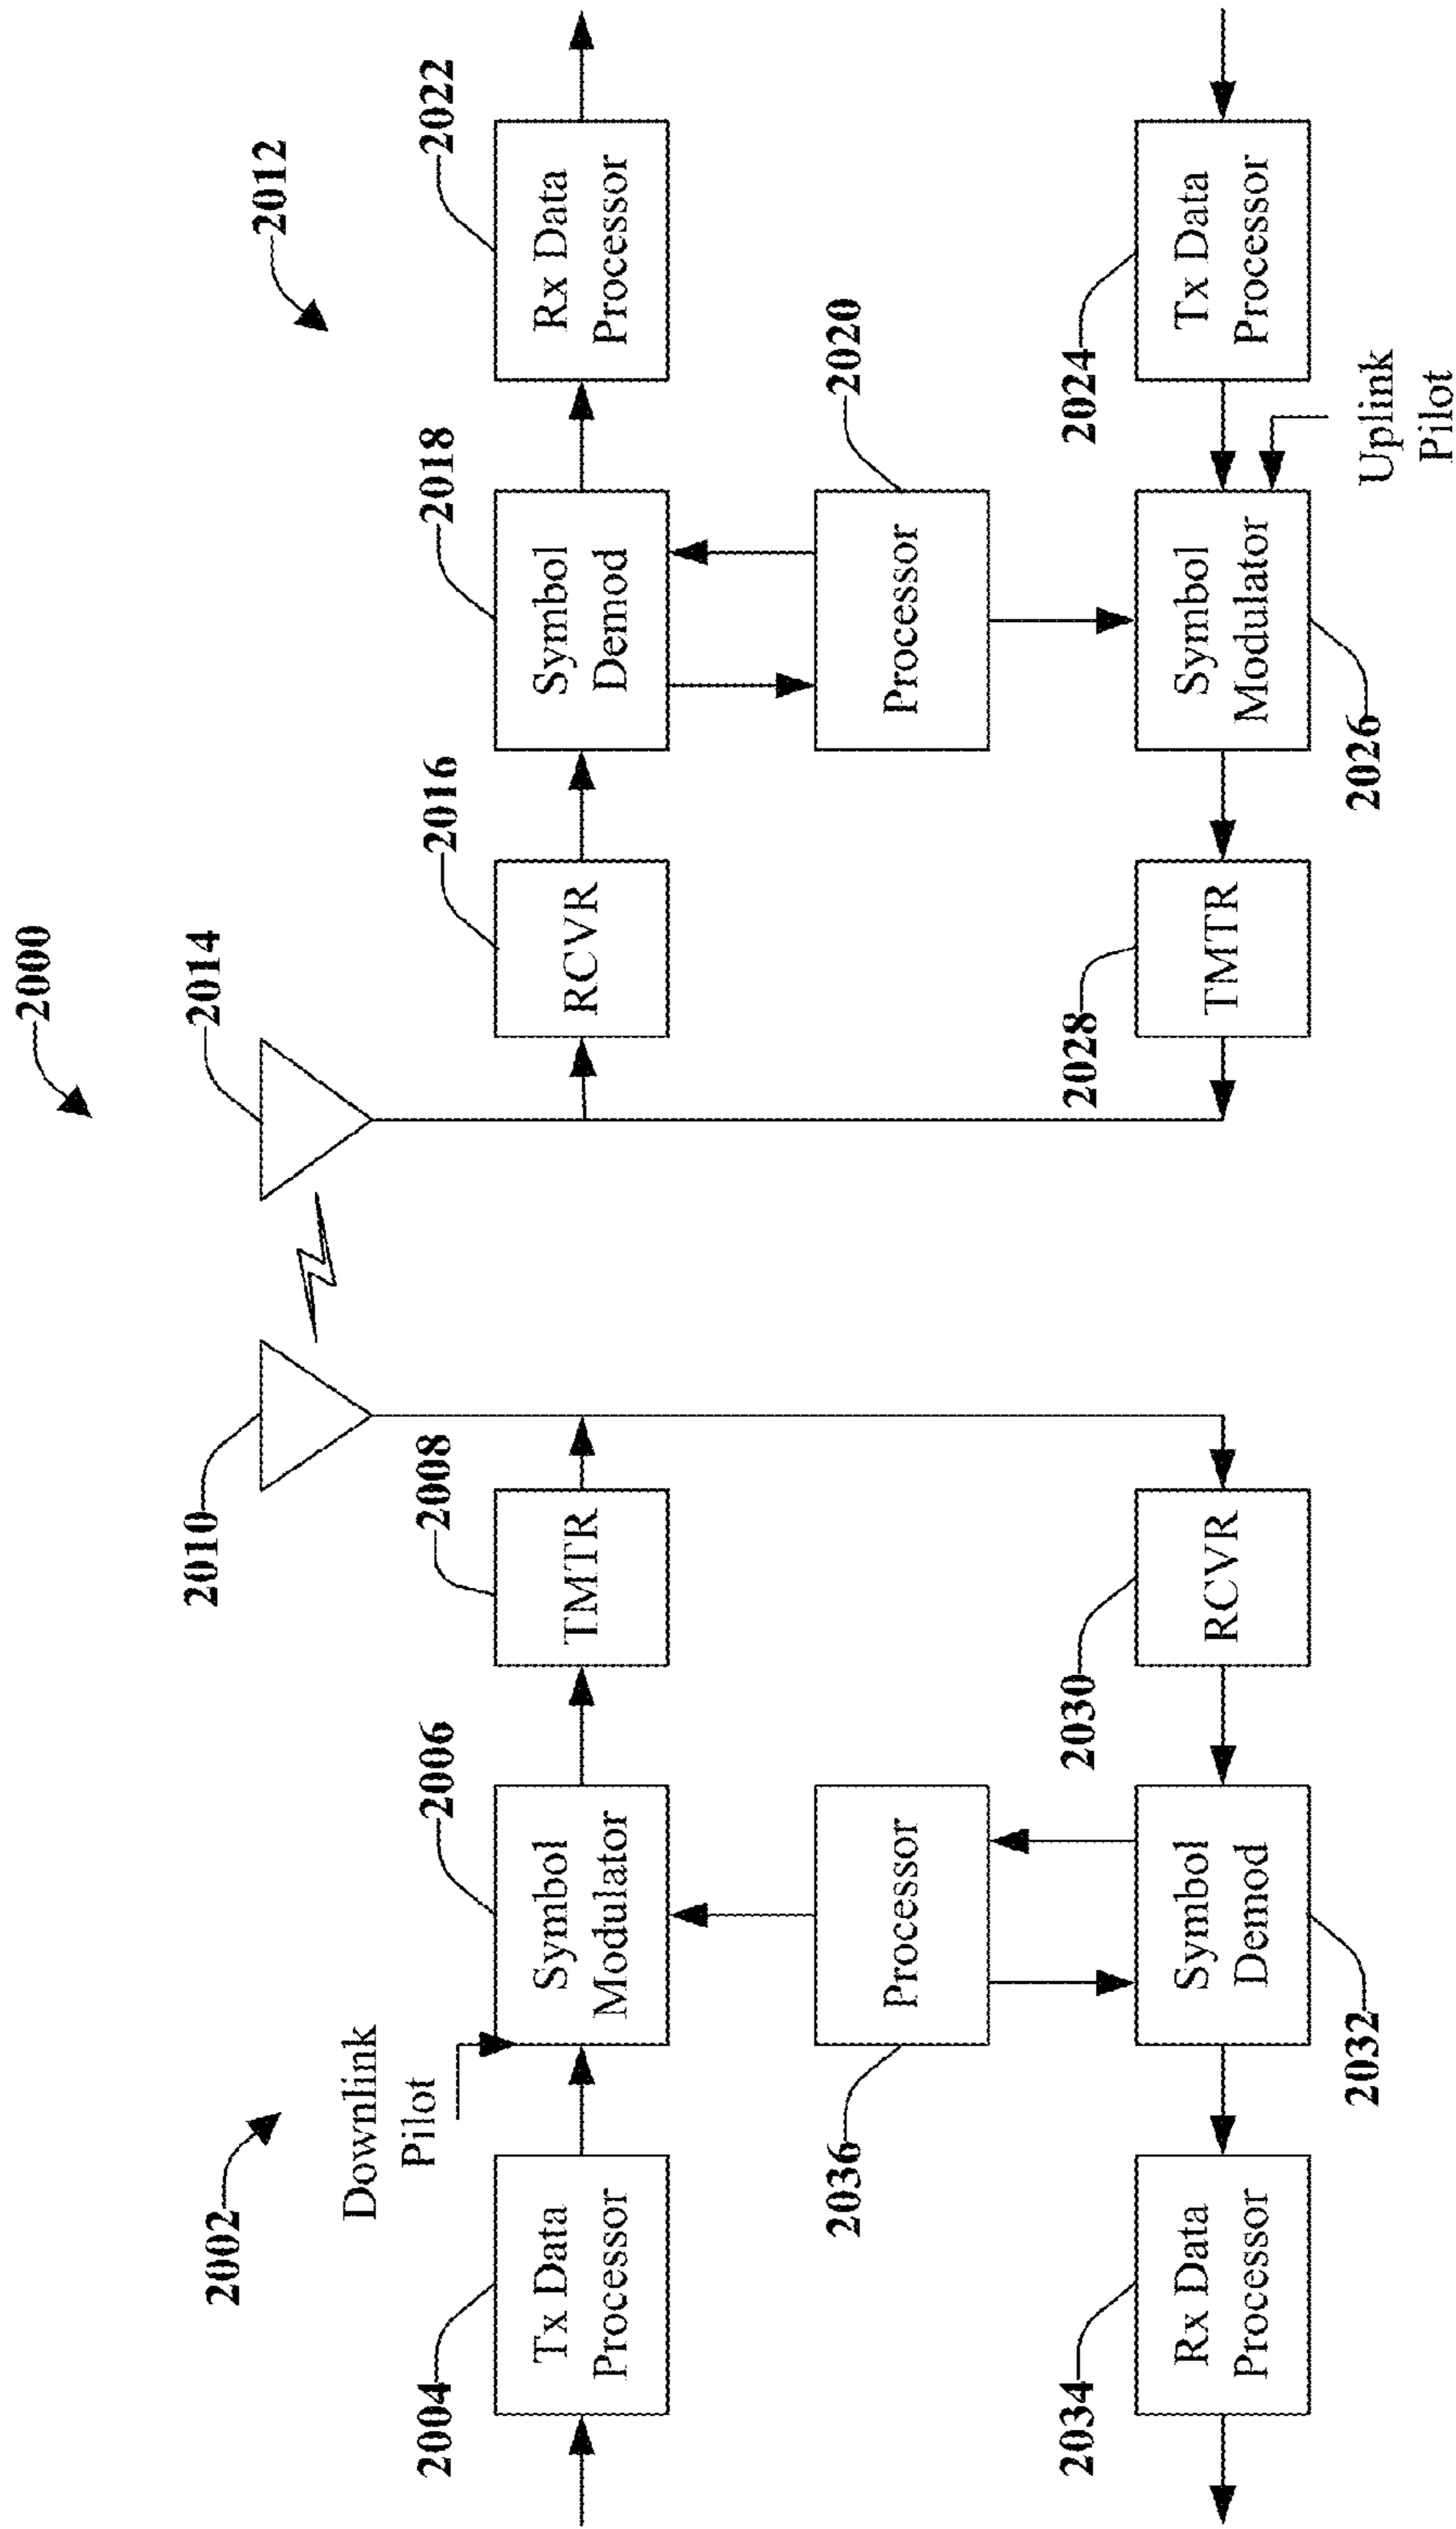 2000
2002
2012
2010
2014
Downlink
Pilot
2004
2006
2008
2016
2018
2022
Tx Data
Processor
Symbol
Modulator
TMTR
RCVR
Symbol
Demod
Rx Data
Processor
2036
Processor
Processor
2020
2034
2030
2028
2024
Rx Data
Processor
Symbol
Demod
RCVR
TMTR
Symbol
Modulator
Tx Data
Processor
2032
2026
Uplink
Pilot